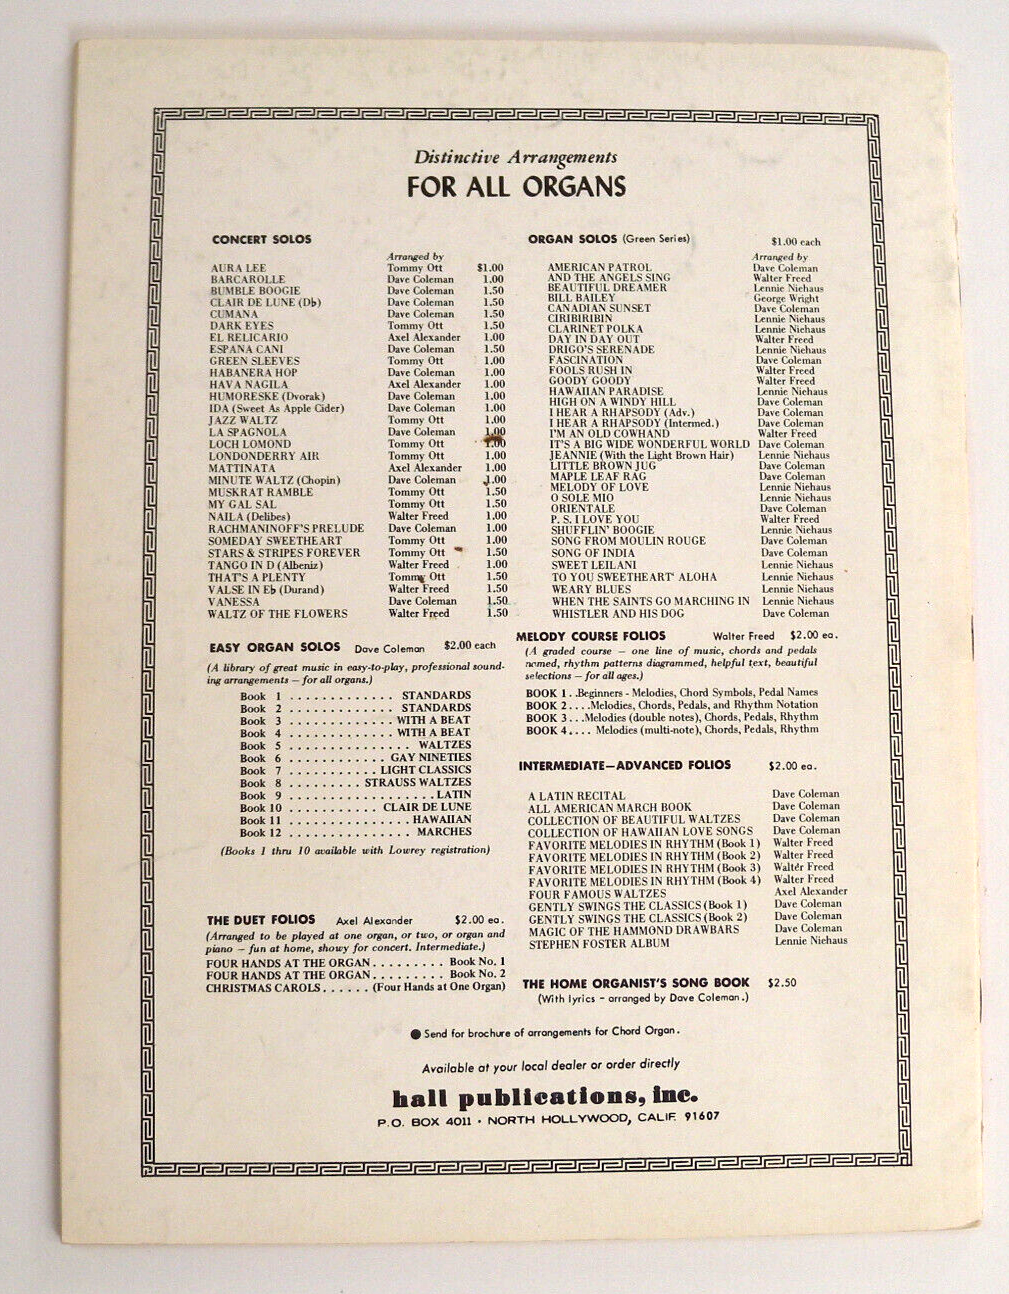 Distinctive Arrangements
FOR ALL ORGANS
CONCERT SOLOS
Arranged by
AURA LEE Tommy Ott $1.00
BARCAROLLE Dave Coleman 1.00
BUMBLE BOOGIE Dave Coleman 1.50
CLAIR DE LUNE (D♭) Dave Coleman 1.50
CUMANA Dave Coleman 1.50
DARK EYES Tommy Ott 1.50
EL RELICARIO Axel Alexander 1.00
ESPANA CANI Dave Coleman 1.50
GREEN SLEEVES Tommy Ott 1.00
HABANERA HOP Dave Coleman 1.00
HAVA NAGILA Axel Alexander 1.00
HUMORESKE (Dvorak) Dave Coleman 1.00
IDA (Sweet As Apple Cider) Dave Coleman 1.00
JAZZ WALTZ Tommy Ott 1.00
LA SPAGNOLA Dave Coleman 1.00
LOCH LOMOND Tommy Ott 1.00
LONDONDERRY AIR Tommy Ott 1.00
MATTINATA Axel Alexander 1.00
MINUTE WALTZ (Chopin) Dave Coleman 1.00
MUSKRAT RAMBLE Tommy Ott 1.50
MY GAL SAL Tommy Ott 1.50
NAILA (Delibes) Walter Freed 1.00
RACHMANINOFF'S PRELUDE Dave Coleman 1.00
SOMEDAY SWEETHEART Tommy Ott 1.00
STARS & STRIPES FOREVER Tommy Ott 1.50
TANGO IN D (Albeniz) Walter Freed 1.00
THAT'S A PLENTY Tommy Ott 1.50
VALSE IN E♭ (Durand) Walter Freed 1.50
VANESSA Dave Coleman 1.50
WALTZ OF THE FLOWERS Walter Freed 1.50
EASY ORGAN SOLOS Dave Coleman $2.00 each
(A library of great music in easy-to-play, professional sound-
ing arrangements — for all organs.)
Book 1 . . . . . . . . . . . . . STANDARDS
Book 2 . . . . . . . . . . . . . STANDARDS
Book 3 . . . . . . . . . . . . . WITH A BEAT
Book 4 . . . . . . . . . . . . . WITH A BEAT
Book 5 . . . . . . . . . . . . . . . WALTZES
Book 6 . . . . . . . . . . . . GAY NINETIES
Book 7 . . . . . . . . . . . LIGHT CLASSICS
Book 8 . . . . . . . . . STRAUSS WALTZES
Book 9 . . . . . . . . . . . . . . . . . . LATIN
Book 10 . . . . . . . . . . . CLAIR DE LUNE
Book 11 . . . . . . . . . . . . . . . HAWAIIAN
Book 12 . . . . . . . . . . . . . . . MARCHES
(Books 1 thru 10 available with Lowrey registration)
THE DUET FOLIOS Axel Alexander $2.00 ea.
(Arranged to be played at one organ, or two, or organ and
piano — fun at home, showy for concert. Intermediate.)
FOUR HANDS AT THE ORGAN . . . . . . . . . Book No. 1
FOUR HANDS AT THE ORGAN . . . . . . . . . Book No. 2
CHRISTMAS CAROLS . . . . . . (Four Hands at One Organ)
ORGAN SOLOS (Green Series) $1.00 each
Arranged by
AMERICAN PATROL Dave Coleman
AND THE ANGELS SING Walter Freed
BEAUTIFUL DREAMER Lennie Niehaus
BILL BAILEY George Wright
CANADIAN SUNSET Dave Coleman
CIRIBIRIBIN Lennie Niehaus
CLARINET POLKA Lennie Niehaus
DAY IN DAY OUT Walter Freed
DRIGO'S SERENADE Lennie Niehaus
FASCINATION Dave Coleman
FOOLS RUSH IN Walter Freed
GOODY GOODY Walter Freed
HAWAIIAN PARADISE Lennie Niehaus
HIGH ON A WINDY HILL Dave Coleman
I HEAR A RHAPSODY (Adv.) Dave Coleman
I HEAR A RHAPSODY (Intermed.) Dave Coleman
I'M AN OLD COWHAND Walter Freed
IT'S A BIG WIDE WONDERFUL WORLD Dave Coleman
JEANNIE (With the Light Brown Hair) Lennie Niehaus
LITTLE BROWN JUG Dave Coleman
MAPLE LEAF RAG Dave Coleman
MELODY OF LOVE Lennie Niehaus
O SOLE MIO Lennie Niehaus
ORIENTALE Dave Coleman
P. S. I LOVE YOU Walter Freed
SHUFFLIN' BOOGIE Lennie Niehaus
SONG FROM MOULIN ROUGE Dave Coleman
SONG OF INDIA Dave Coleman
SWEET LEILANI Lennie Niehaus
TO YOU SWEETHEART' ALOHA Lennie Niehaus
WEARY BLUES Lennie Niehaus
WHEN THE SAINTS GO MARCHING IN Lennie Niehaus
WHISTLER AND HIS DOG Dave Coleman
MELODY COURSE FOLIOS Walter Freed $2.00 ea.
(A graded course — one line of music, chords and pedals
named, rhythm patterns diagrammed, helpful text, beautiful
selections — for all ages.)
BOOK 1 . .Beginners - Melodies, Chord Symbols, Pedal Names
BOOK 2 . . . .Melodies, Chords, Pedals, and Rhythm Notation
BOOK 3 . . .Melodies (double notes), Chords, Pedals, Rhythm
BOOK 4 . . . . Melodies (multi-note), Chords, Pedals, Rhythm
INTERMEDIATE—ADVANCED FOLIOS $2.00 ea.
A LATIN RECITAL Dave Coleman
ALL AMERICAN MARCH BOOK Dave Coleman
COLLECTION OF BEAUTIFUL WALTZES Dave Coleman
COLLECTION OF HAWAIIAN LOVE SONGS Dave Coleman
FAVORITE MELODIES IN RHYTHM (Book 1) Walter Freed
FAVORITE MELODIES IN RHYTHM (Book 2) Walter Freed
FAVORITE MELODIES IN RHYTHM (Book 3) Walter Freed
FAVORITE MELODIES IN RHYTHM (Book 4) Walter Freed
FOUR FAMOUS WALTZES Axel Alexander
GENTLY SWINGS THE CLASSICS (Book 1) Dave Coleman
GENTLY SWINGS THE CLASSICS (Book 2) Dave Coleman
MAGIC OF THE HAMMOND DRAWBARS Dave Coleman
STEPHEN FOSTER ALBUM Lennie Niehaus
THE HOME ORGANIST'S SONG BOOK $2.50
(With lyrics - arranged by Dave Coleman.)
● Send for brochure of arrangements for Chord Organ.
Available at your local dealer or order directly
hall publications, inc.
P.O. BOX 4011 • NORTH HOLLYWOOD, CALIF. 91607